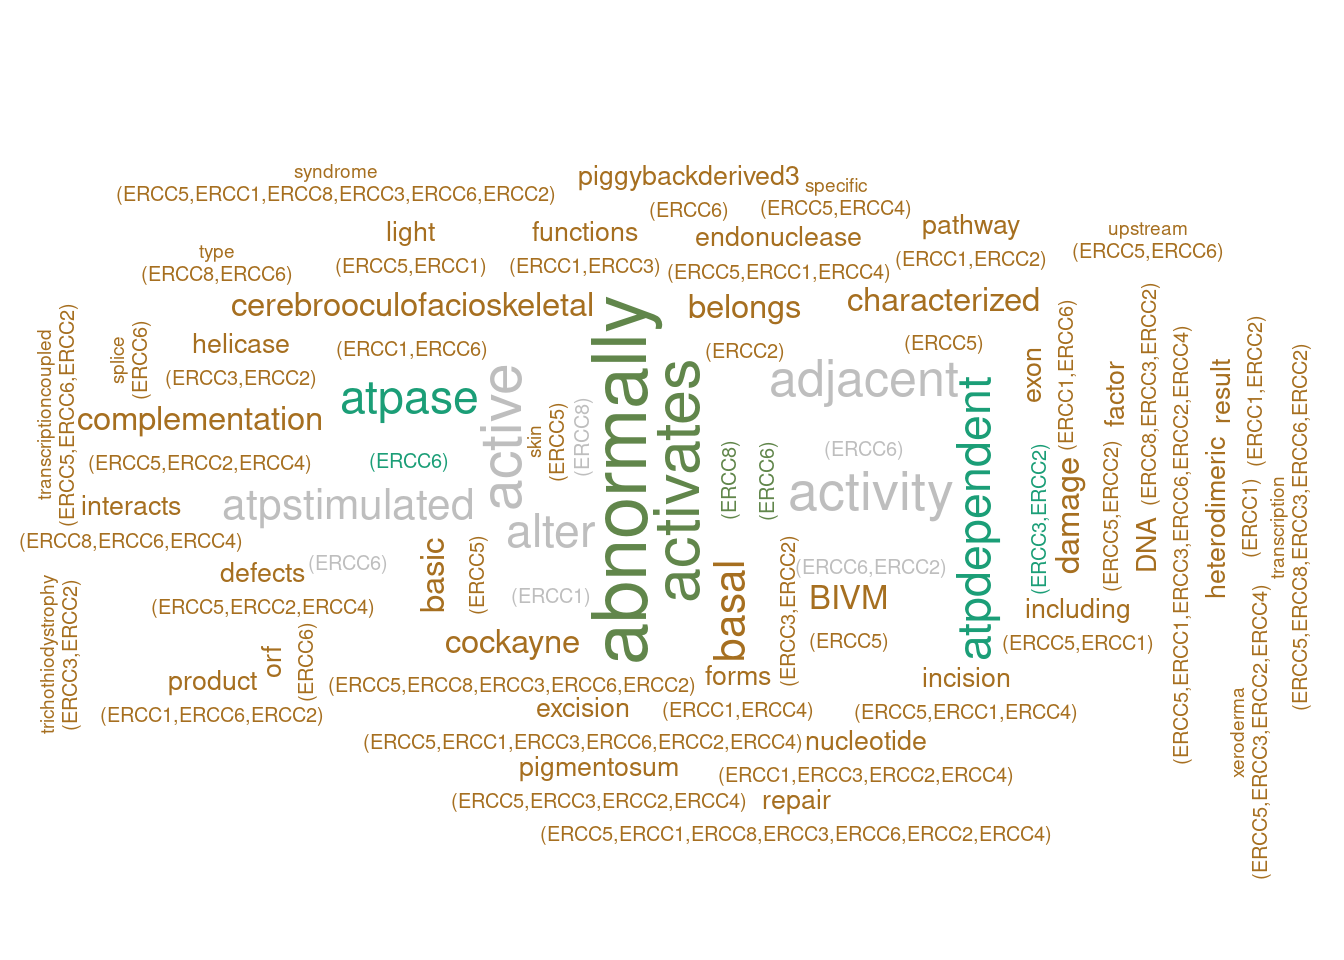 syndrome
(ERCC5,ERCC1,ERCC8,ERCC3,ERCC6,ERCC2)
piggybackderived3
(ERCC6)
specific
(ERCC5,ERCC4)
light
(ERCC5,ERCC1)
functions
(ERCC1,ERCC3)
endonuclease
(ERCC5,ERCC1,ERCC4)
pathway
(ERCC1,ERCC2)
upstream
(ERCC5,ERCC6)
type
(ERCC8,ERCC6)
cerebrooculofacioskeletal
(ERCC1,ERCC6)
belongs
(ERCC2)
characterized
(ERCC5)
transcriptioncoupled
(ERCC5,ERCC6,ERCC2)
splice
(ERCC6)
helicase
(ERCC3,ERCC2)
atpase
(ERCC6)
active
(ERCC8)
skin
(ERCC5)
abnormally
(ERCC8)
activates
(ERCC6)
adjacent
(ERCC6)
atpdependent
(ERCC3,ERCC2)
exon
(ERCC1,ERCC6)
factor
(ERCC8,ERCC3,ERCC2)
result
(ERCC1,ERCC2)
complementation
(ERCC5,ERCC2,ERCC4)
interacts
(ERCC8,ERCC6,ERCC4)
atpstimulated
(ERCC6)
alter
(ERCC1)
activity
(ERCC6,ERCC2)
damage
(ERCC5,ERCC2)
DNA
(ERCC5,ERCC1,ERCC3,ERCC6,ERCC2,ERCC4)
heterodimeric
(ERCC1)
transcription
(ERCC5,ERCC8,ERCC3,ERCC6,ERCC2)
defects
(ERCC5,ERCC2,ERCC4)
basic
(ERCC5)
basal
(ERCC3,ERCC2)
BIVM
(ERCC5)
including
(ERCC5,ERCC1)
trichothiodystrophy
(ERCC3,ERCC2)
product
(ERCC1,ERCC6,ERCC2)
orf
(ERCC6)
cockayne
(ERCC5,ERCC8,ERCC3,ERCC6,ERCC2)
forms
(ERCC1,ERCC4)
incision
(ERCC5,ERCC1,ERCC4)
xeroderma
(ERCC5,ERCC3,ERCC2,ERCC4)
excision
(ERCC5,ERCC1,ERCC3,ERCC6,ERCC2,ERCC4)
nucleotide
(ERCC1,ERCC3,ERCC2,ERCC4)
pigmentosum
(ERCC5,ERCC3,ERCC2,ERCC4)
repair
(ERCC5,ERCC1,ERCC8,ERCC3,ERCC6,ERCC2,ERCC4)